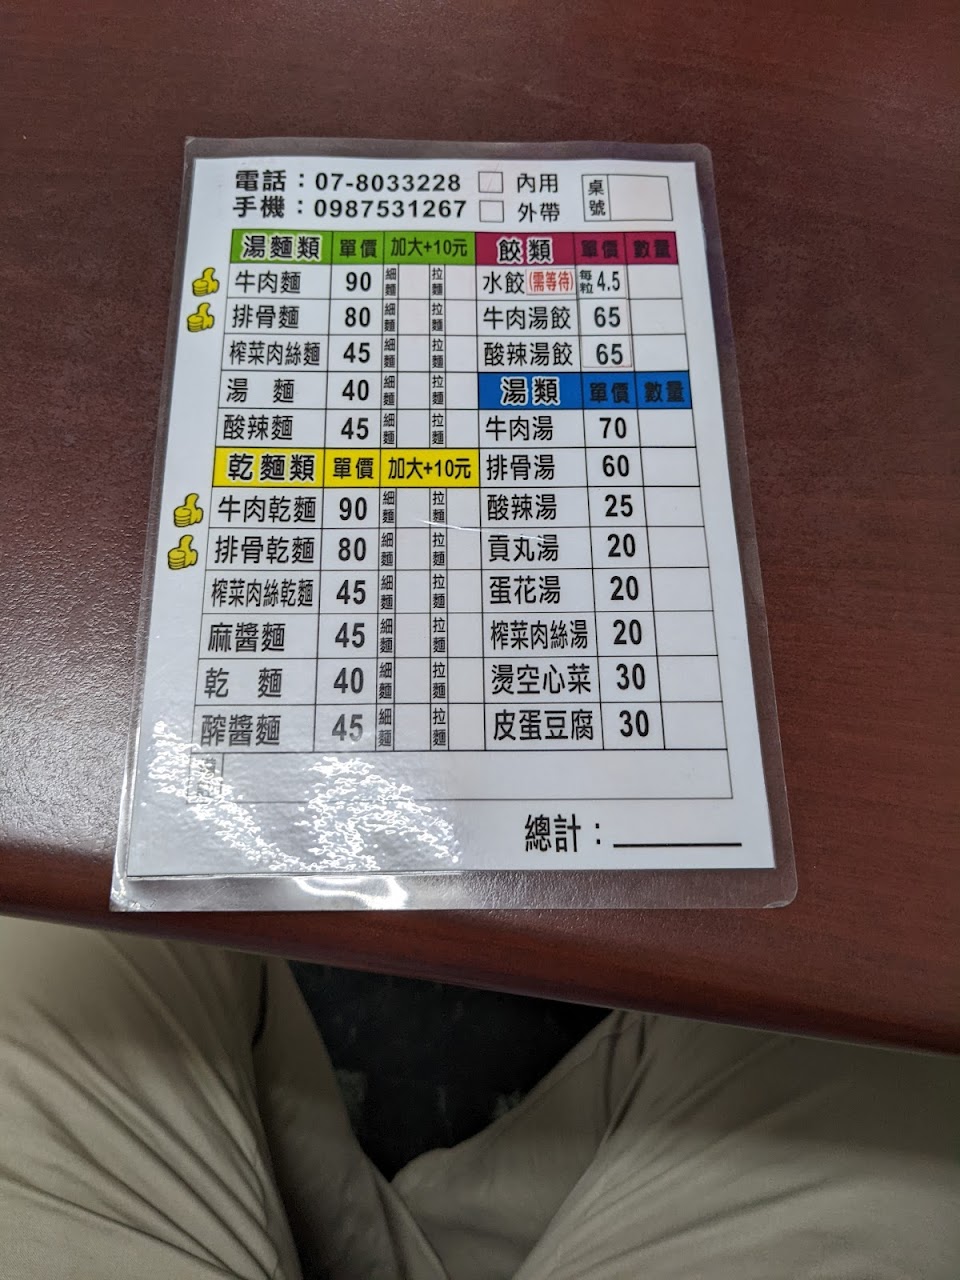 電話：07-8033228 □ 內用 桌號
手機：0987531267 □ 外帶
湯麵類 單價 加大+10元
牛肉麵 90 細麵 拉麵
排骨麵 80 細麵 拉麵
榨菜肉絲麵 45 細麵 拉麵
湯 麵 40 細麵 拉麵
酸辣麵 45 細麵 拉麵
乾麵類 單價 加大+10元
牛肉乾麵 90 細麵 拉麵
排骨乾麵 80 細麵 拉麵
榨菜肉絲乾麵 45 細麵 拉麵
麻醬麵 45 細麵 拉麵
乾 麵 40 細麵 拉麵
醡醬麵 45 細麵 拉麵
餃類 單價 數量
水餃(需等待) 每粒4.5
牛肉湯餃 65
酸辣湯餃 65
湯類 單價 數量
牛肉湯 70
排骨湯 60
酸辣湯 25
貢丸湯 20
蛋花湯 20
榨菜肉絲湯 20
燙空心菜 30
皮蛋豆腐 30
總計：